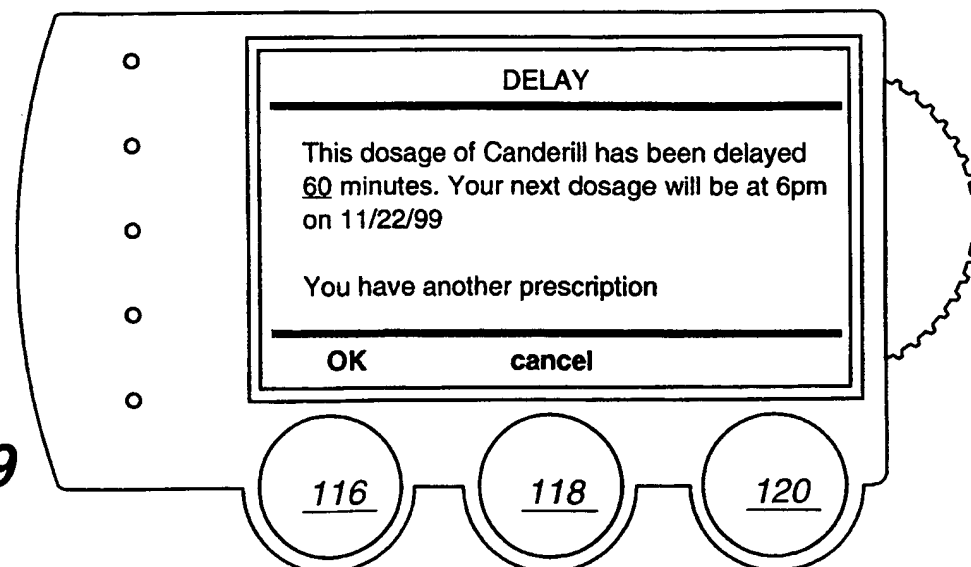 DELAY
This dosage of Canderill has been delayed
60 minutes. Your next dosage will be at 6pm
on 11/22/99
You have another prescription
OK cancel
9
116 118 120